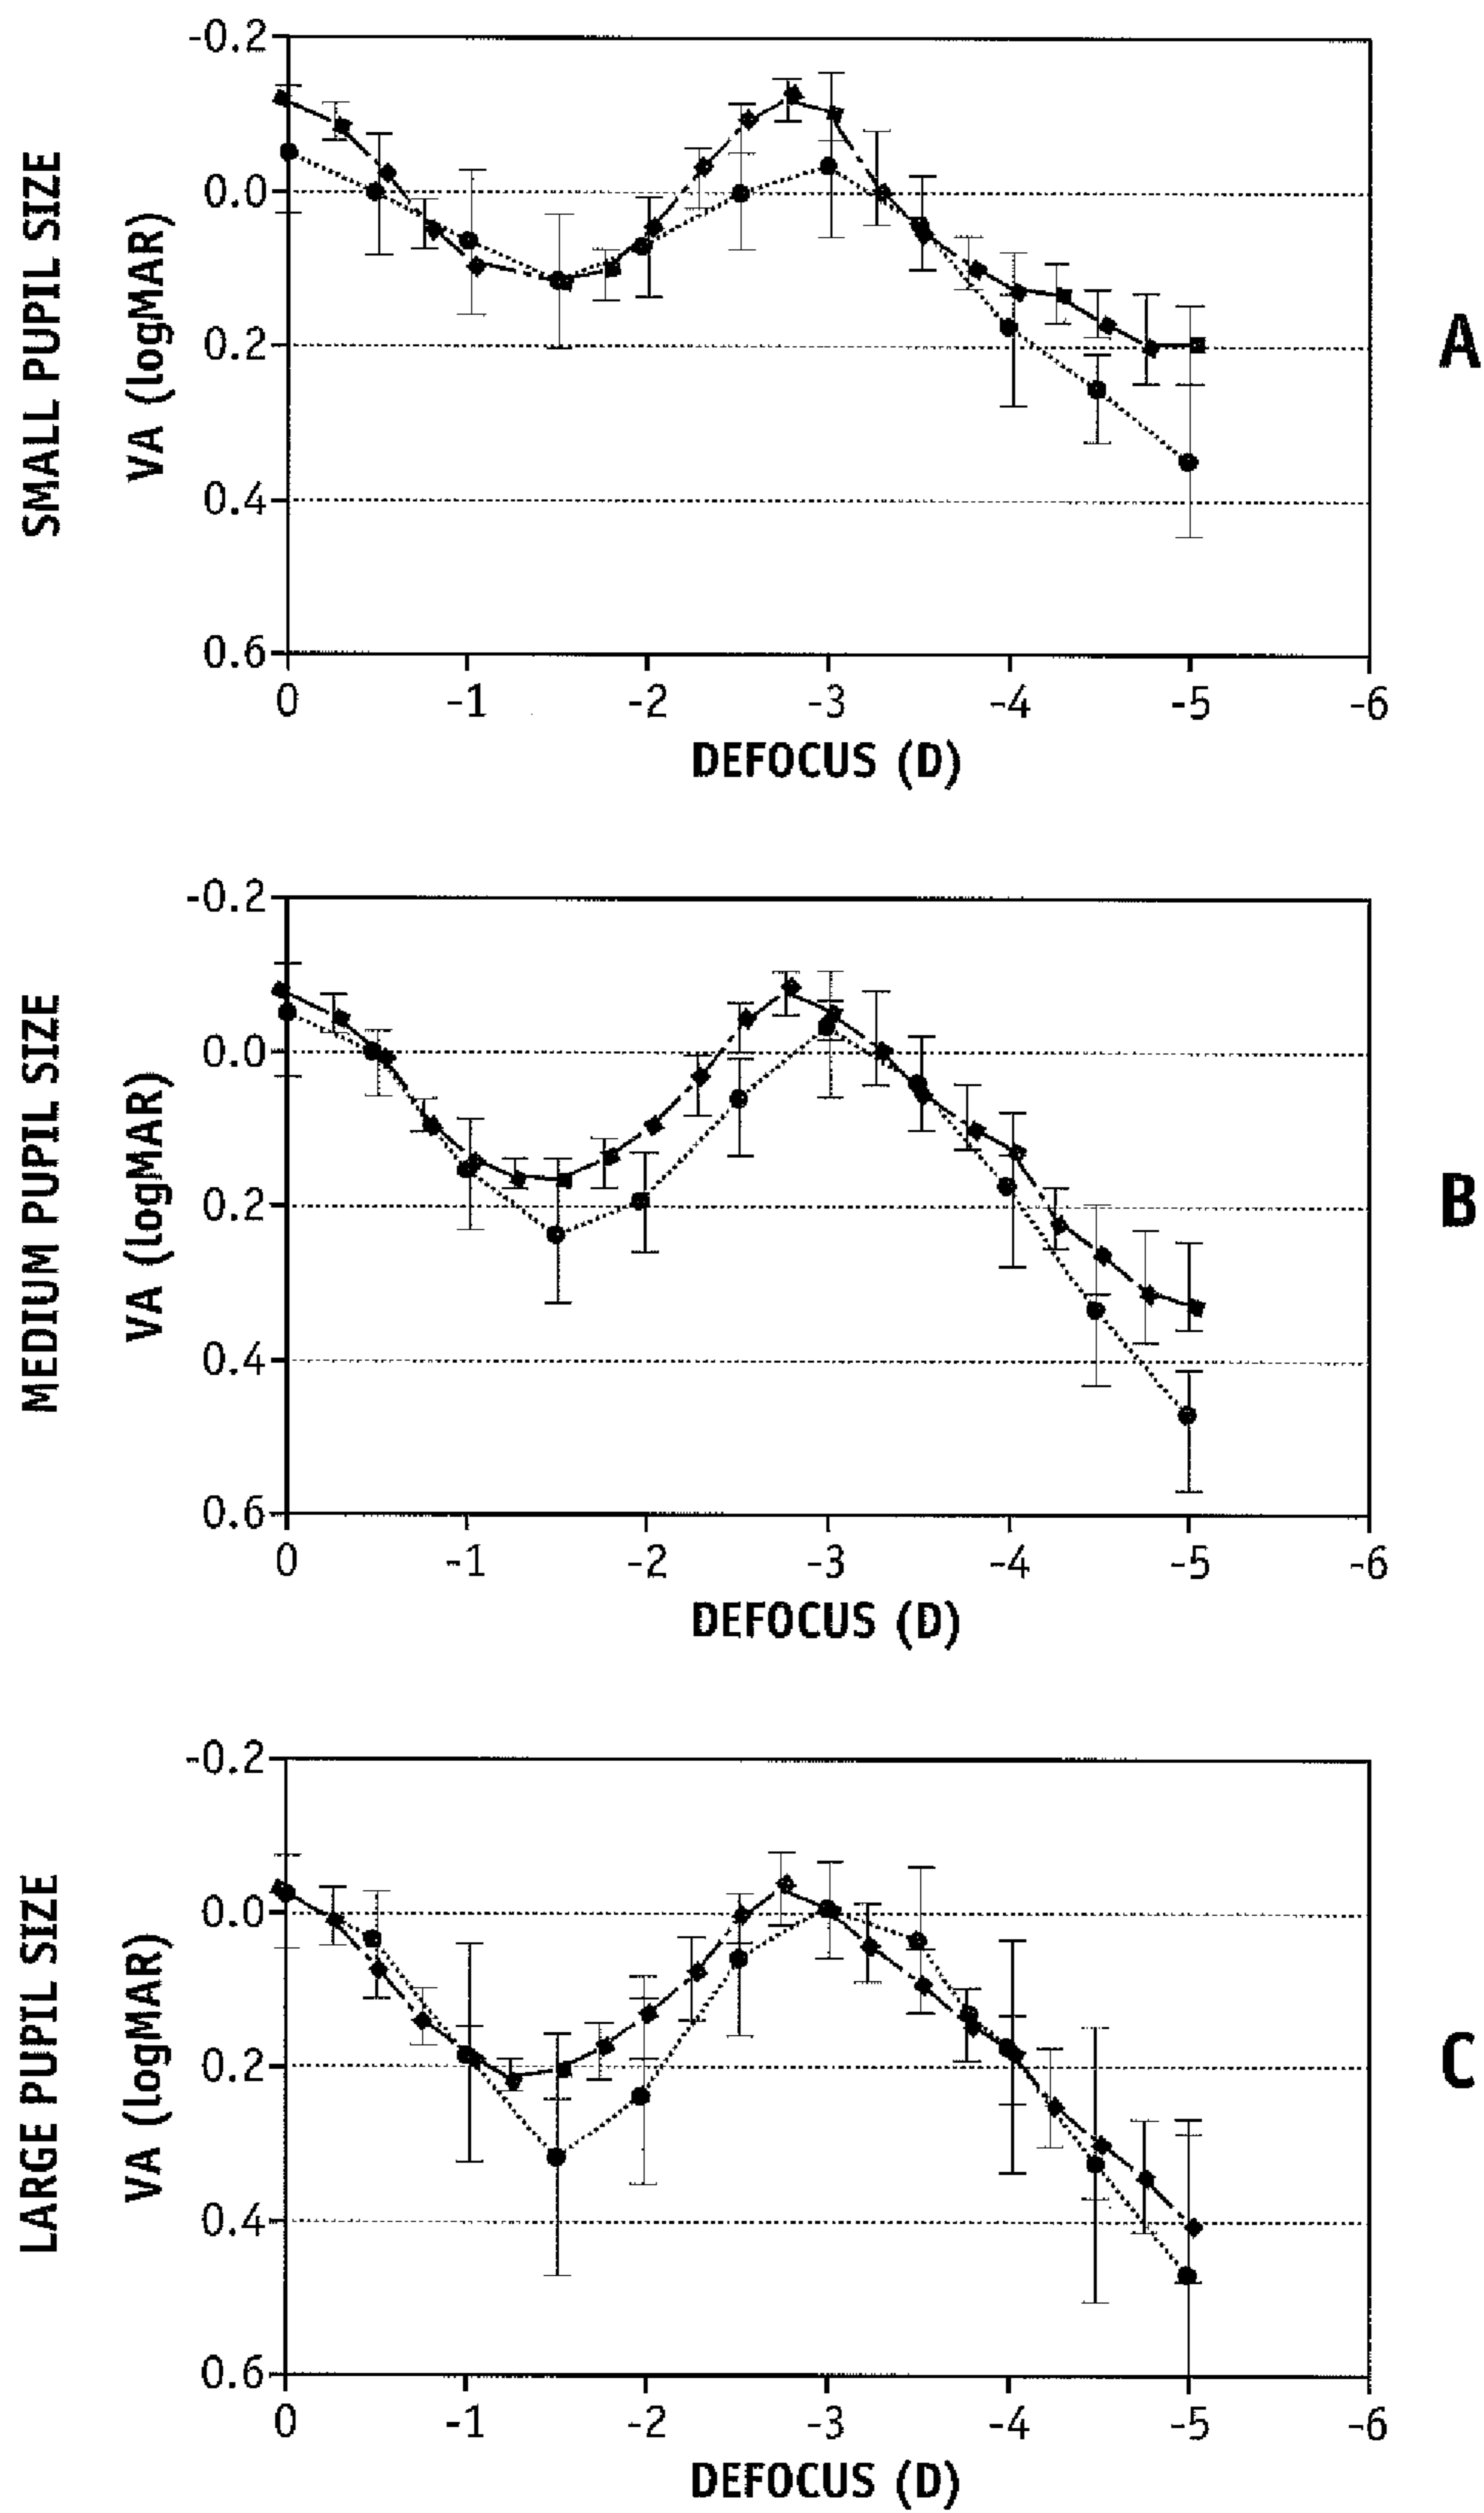 SMALL PUPIL SIZE
VA (logMAR)
-0.2
0.0
0.2
0.4
0.6
0 -1 -2 -3 -4 -5 -6
DEFOCUS (D)
A
MEDIUM PUPIL SIZE
VA (logMAR)
-0.2
0.0
0.2
0.4
0.6
0 -1 -2 -3 -4 -5 -6
DEFOCUS (D)
B
LARGE PUPIL SIZE
VA (logMAR)
-0.2
0.0
0.2
0.4
0.6
0 -1 -2 -3 -4 -5 -6
DEFOCUS (D)
C